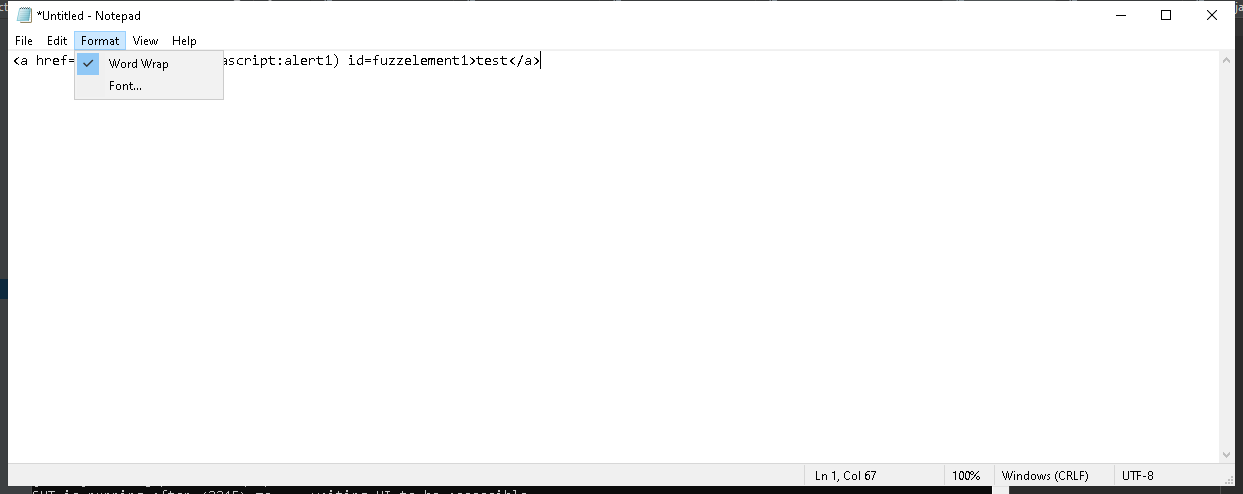 *Untitled - Notepad
File Edit Format View Help
<a href= ascript:alert1) id=fuzzelement1>test</a>
Word Wrap
Font...
Ln 1, Col 67 100% Windows (CRLF) UTF-8